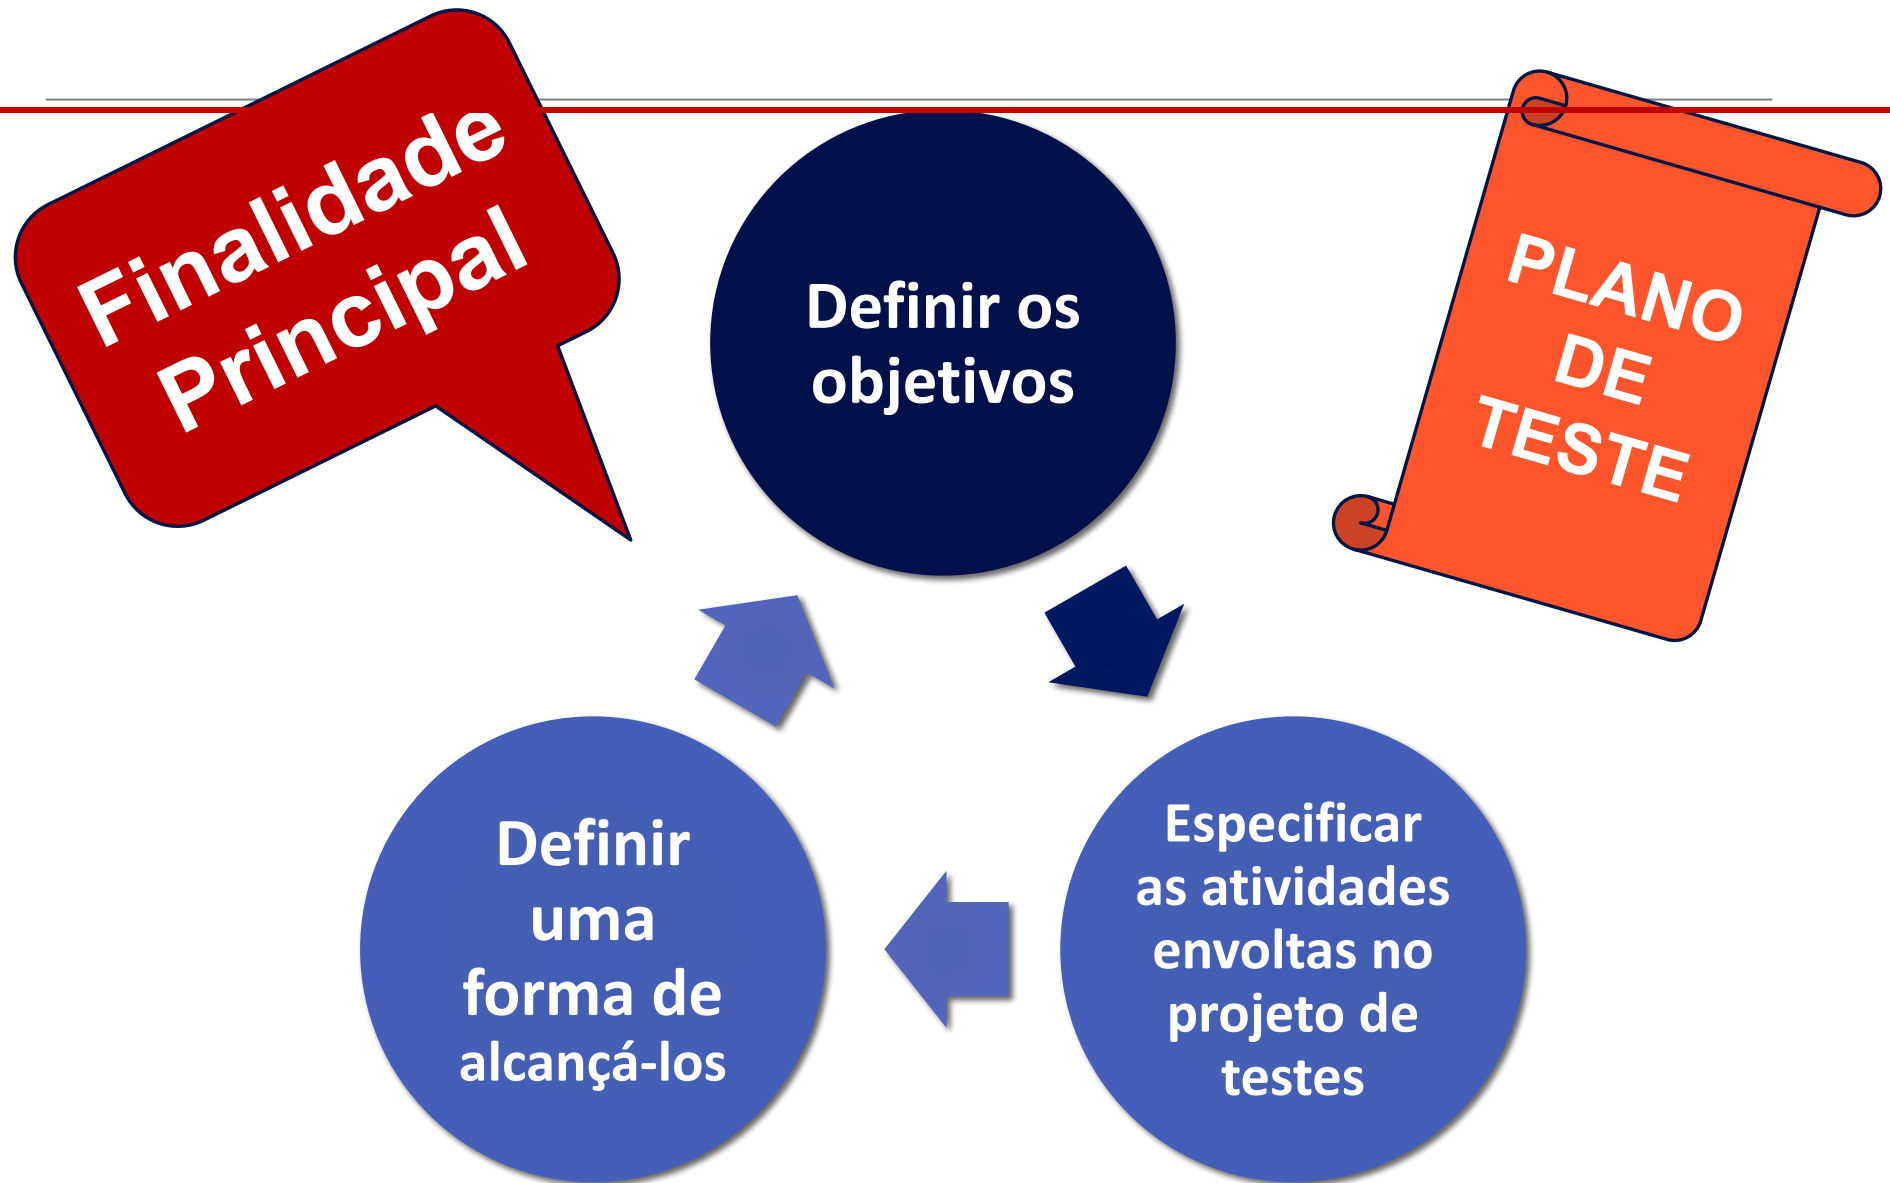 Finalidade
Principal
Definir os
objetivos
PLANO
DE
TESTE
Especificar
as atividades
envoltas no
projeto de
testes
Definir
uma
forma de
alcançá-los